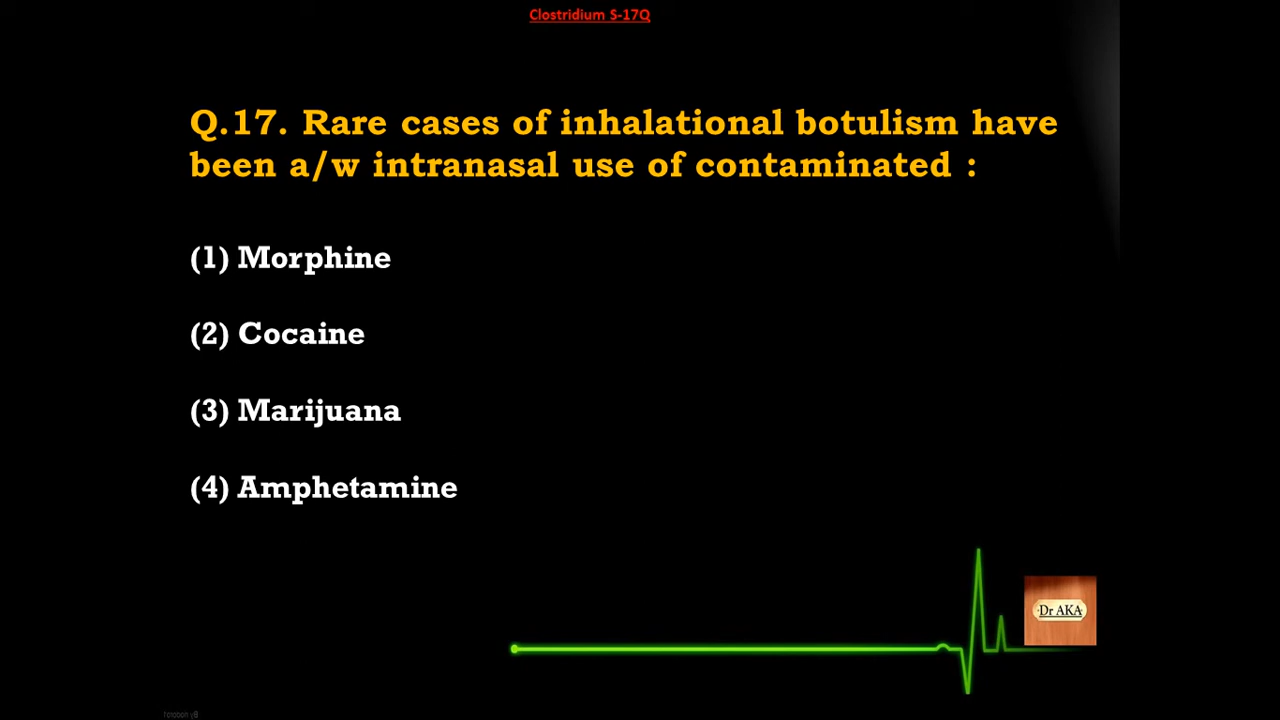 Clostridium S-17Q
Q.17. Rare cases of inhalational botulism have
been a/w intranasal use of contaminated :
(1) Morphine
(2) Cocaine
(3) Marijuana
(4) Amphetamine
Dr AKA